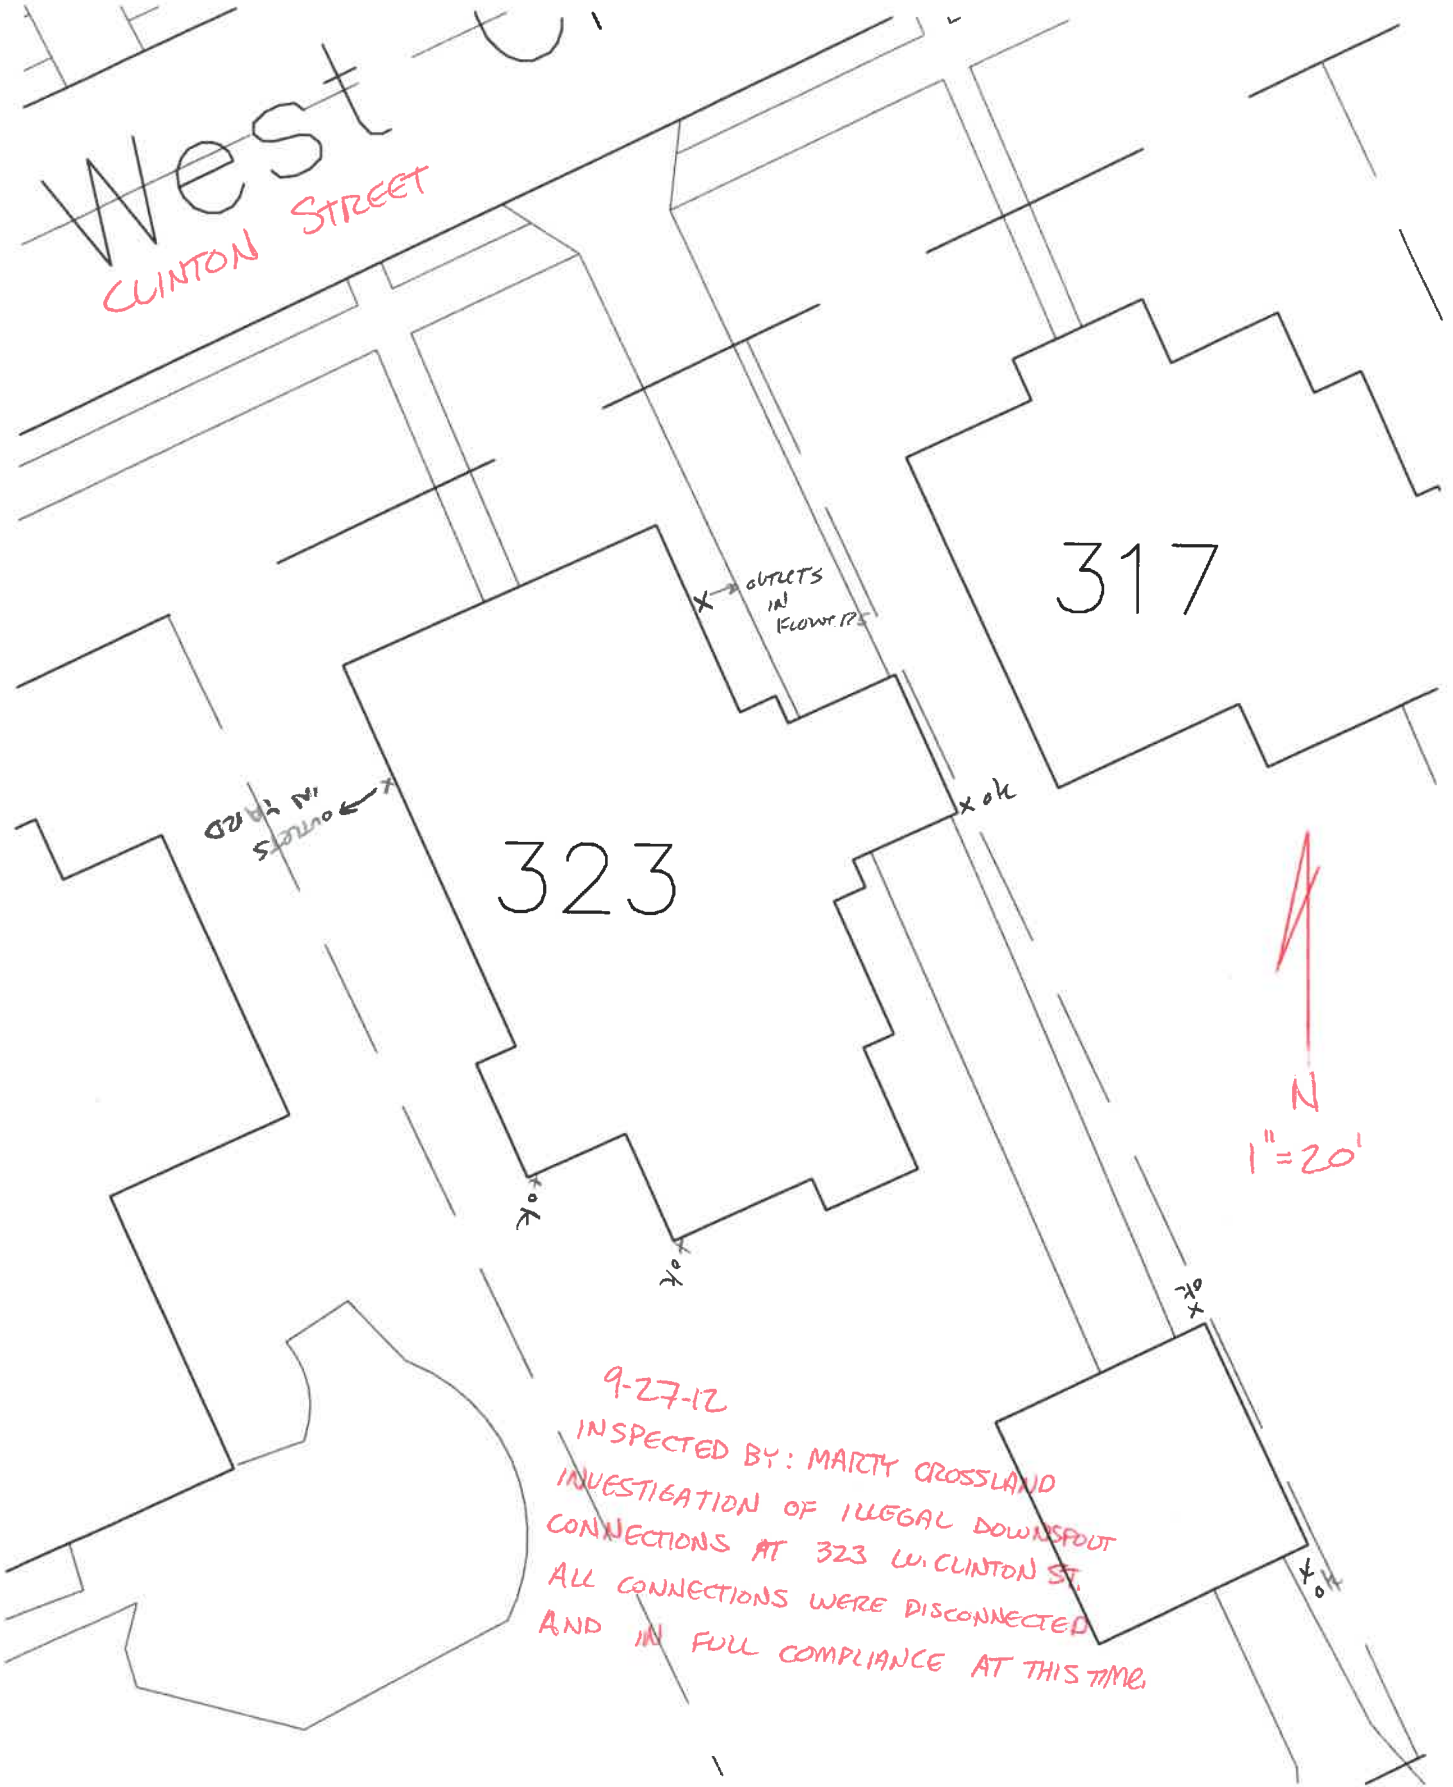 West
CLINTON STREET
317
OUTLETS
IN
FLOWERS
OUTLETS
IN YARD
x ok
323
N
1"=20'
x ok
x ok
x ok
x ok
9-27-12
INSPECTED BY: MARTY CROSSLAND
INVESTIGATION OF ILLEGAL DOWNSPOUT
CONNECTIONS AT 323 W. CLINTON ST.
ALL CONNECTIONS WERE DISCONNECTED
AND IN FULL COMPLIANCE AT THIS TIME.